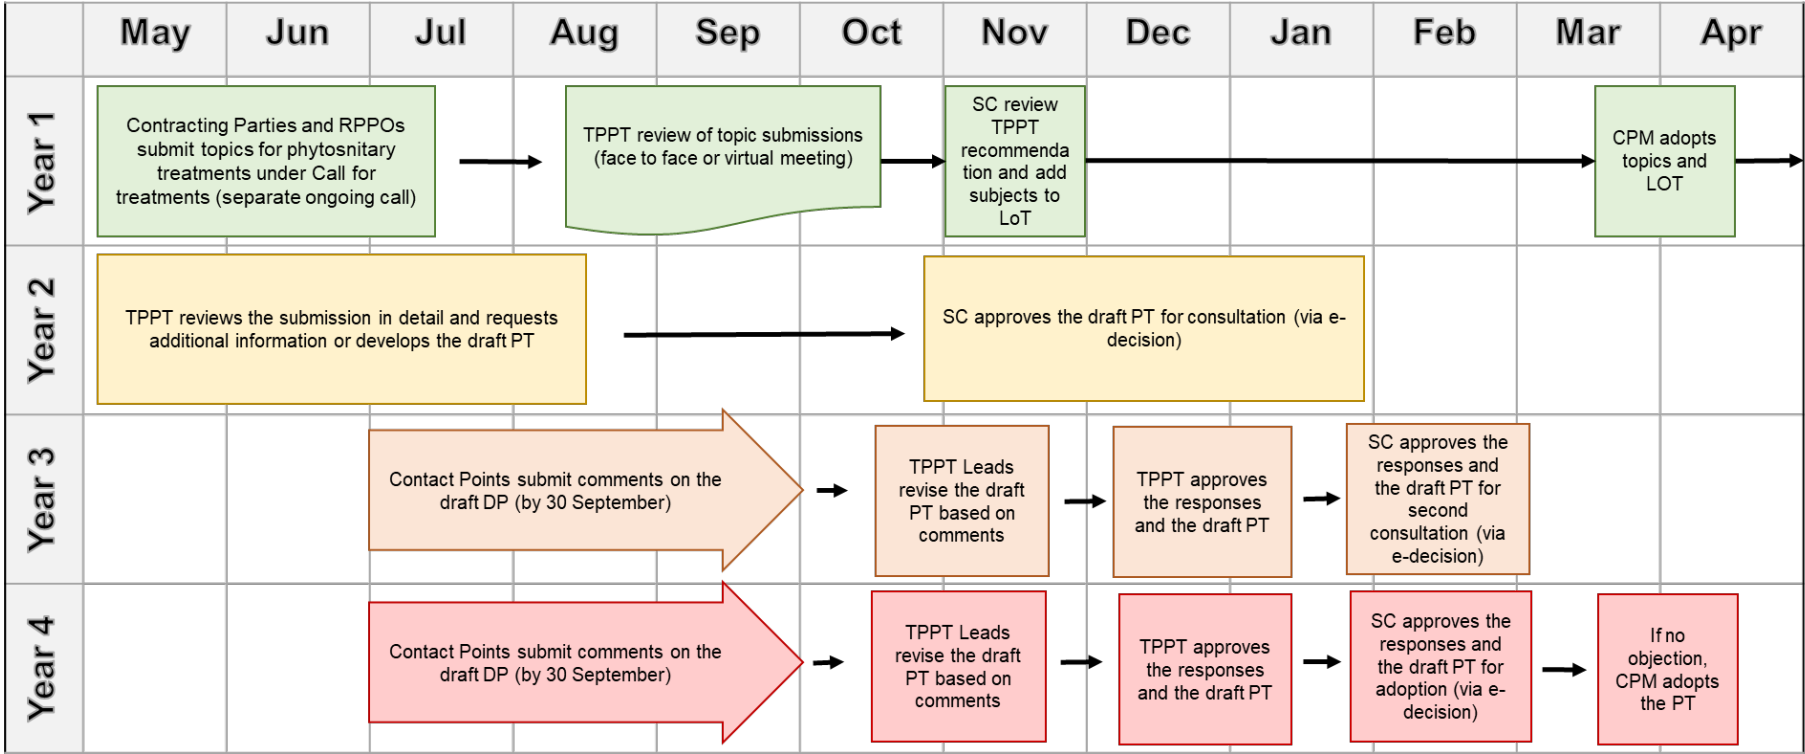 May Jun Jul Aug Sep Oct Nov Dec Jan Feb Mar Apr
Year 1
Contracting Parties and RPPOs
submit topics for phytosnitary
treatments under Call for
treatments (separate ongoing call)
TPPT review of topic submissions
(face to face or virtual meeting)
SC review
TPPT
recommenda
tion and add
subjects to
LoT
CPM adopts
topics and
LOT
Year 2
TPPT reviews the submission in detail and requests
additional information or develops the draft PT
SC approves the draft PT for consultation (via e-
decision)
Year 3
Contact Points submit comments on the
draft DP (by 30 September)
TPPT Leads
revise the draft
PT based on
comments
TPPT approves
the responses
and the draft PT
SC approves the
responses and
the draft PT for
second
consultation (via
e-decision)
Year 4
Contact Points submit comments on the
draft DP (by 30 September)
TPPT Leads
revise the draft
PT based on
comments
TPPT approves
the responses
and the draft PT
SC approves the
responses and
the draft PT for
adoption (via e-
decision)
If no
objection,
CPM adopts
the PT